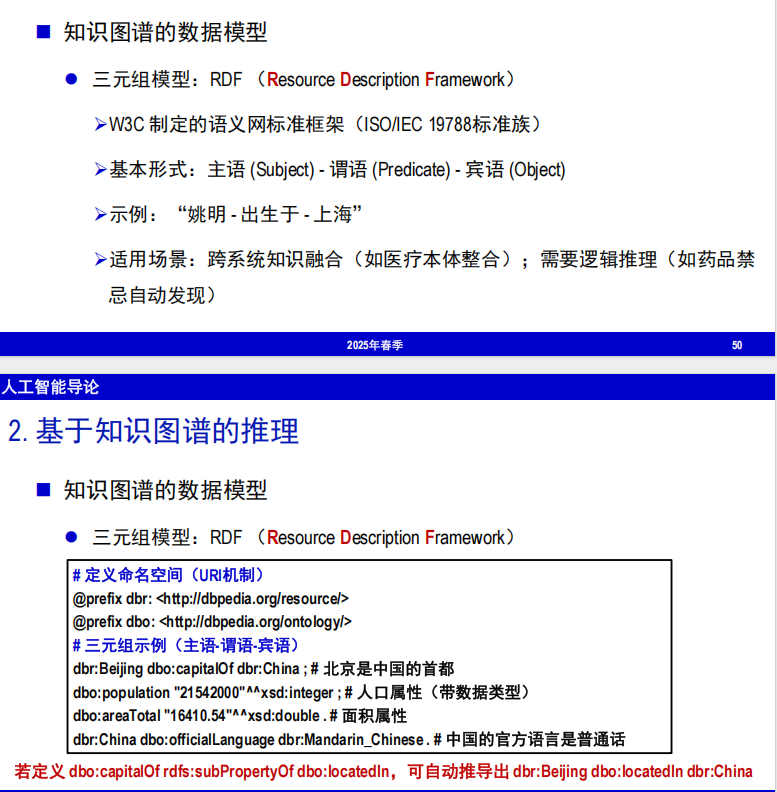 知识图谱的数据模型
三元组模型：RDF （Resource Description Framework）
W3C 制定的语义网标准框架（ISO/IEC 19788标准族）
基本形式：主语 (Subject) - 谓语 (Predicate) - 宾语 (Object)
示例：“姚明 - 出生于 - 上海”
适用场景：跨系统知识融合（如医疗本体整合）；需要逻辑推理（如药品禁
忌自动发现）
2025年春季 50
人工智能导论
2. 基于知识图谱的推理
知识图谱的数据模型
三元组模型：RDF （Resource Description Framework）
# 定义命名空间（URI机制）
@prefix dbr: <http://dbpedia.org/resource/>
@prefix dbo: <http://dbpedia.org/ontology/>
# 三元组示例（主语-谓语-宾语）
dbr:Beijing dbo:capitalOf dbr:China ; # 北京是中国的首都
dbo:population "21542000"^^xsd:integer ; # 人口属性（带数据类型）
dbo:areaTotal "16410.54"^^xsd:double . # 面积属性
dbr:China dbo:officialLanguage dbr:Mandarin_Chinese . # 中国的官方语言是普通话
若定义 dbo:capitalOf rdfs:subPropertyOf dbo:locatedIn，可自动推导出 dbr:Beijing dbo:locatedIn dbr:China